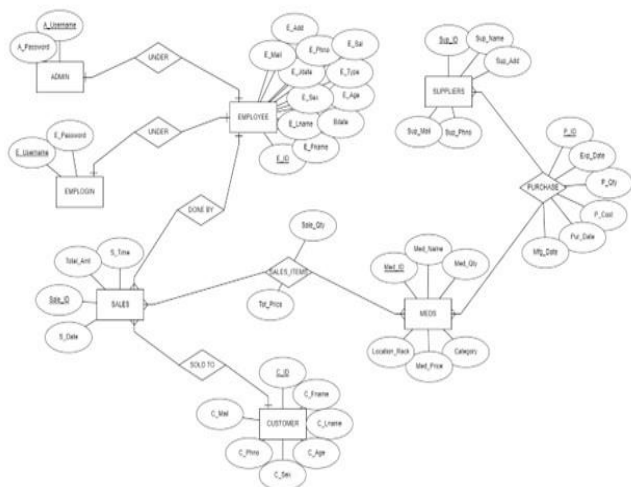 A_Username
A_Password
ADMIN
UNDER
E_Add
E_Mail
E_Phno
E_Sal
E_Jdate
E_Type
E_Sex
E_Age
EMPLOYEE
E_Lname
Bdate
E_Fname
E_ID
UNDER
E_Password
E_Username
EMPLOGIN
Sup_ID
Sup_Name
Sup_Add
SUPPLIERS
Sup_Mail
Sup_Phno
P_ID
Exp_Date
P_Qty
PURCHASE
P_Cost
Pur_Date
Mfg_Date
DONE BY
Sale_Qty
SALES_ITEMS
Tot_Price
S_Time
Total_Amt
Sale_ID
SALES
S_Date
Med_Name
Med_ID
Med_Qty
MEDS
Location_Rack
Category
Med_Price
SOLD TO
C_ID
C_Fname
C_Mail
C_Lname
CUSTOMER
C_Phno
C_Age
C_Sex